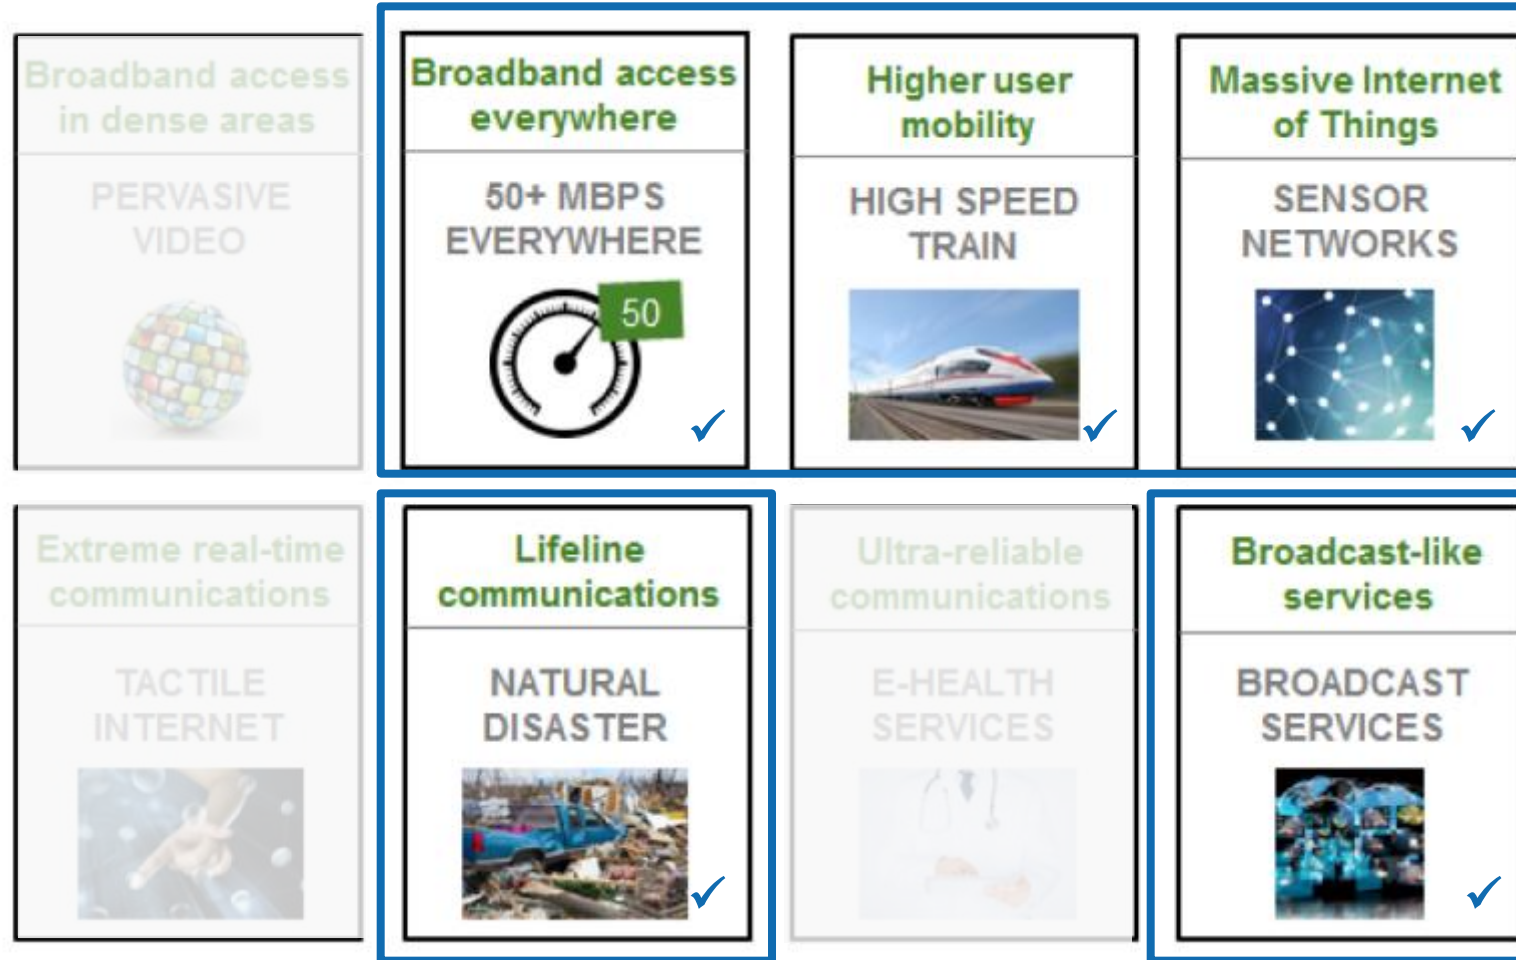 Broadband access
in dense areas
PERVASIVE
VIDEO
Broadband access
everywhere
50+ MBPS
EVERYWHERE
50
Higher user
mobility
HIGH SPEED
TRAIN
Massive Internet
of Things
SENSOR
NETWORKS
Extreme real-time
communications
TACTILE
INTERNET
Lifeline
communications
NATURAL
DISASTER
Ultra-reliable
communications
E-HEALTH
SERVICES
Broadcast-like
services
BROADCAST
SERVICES